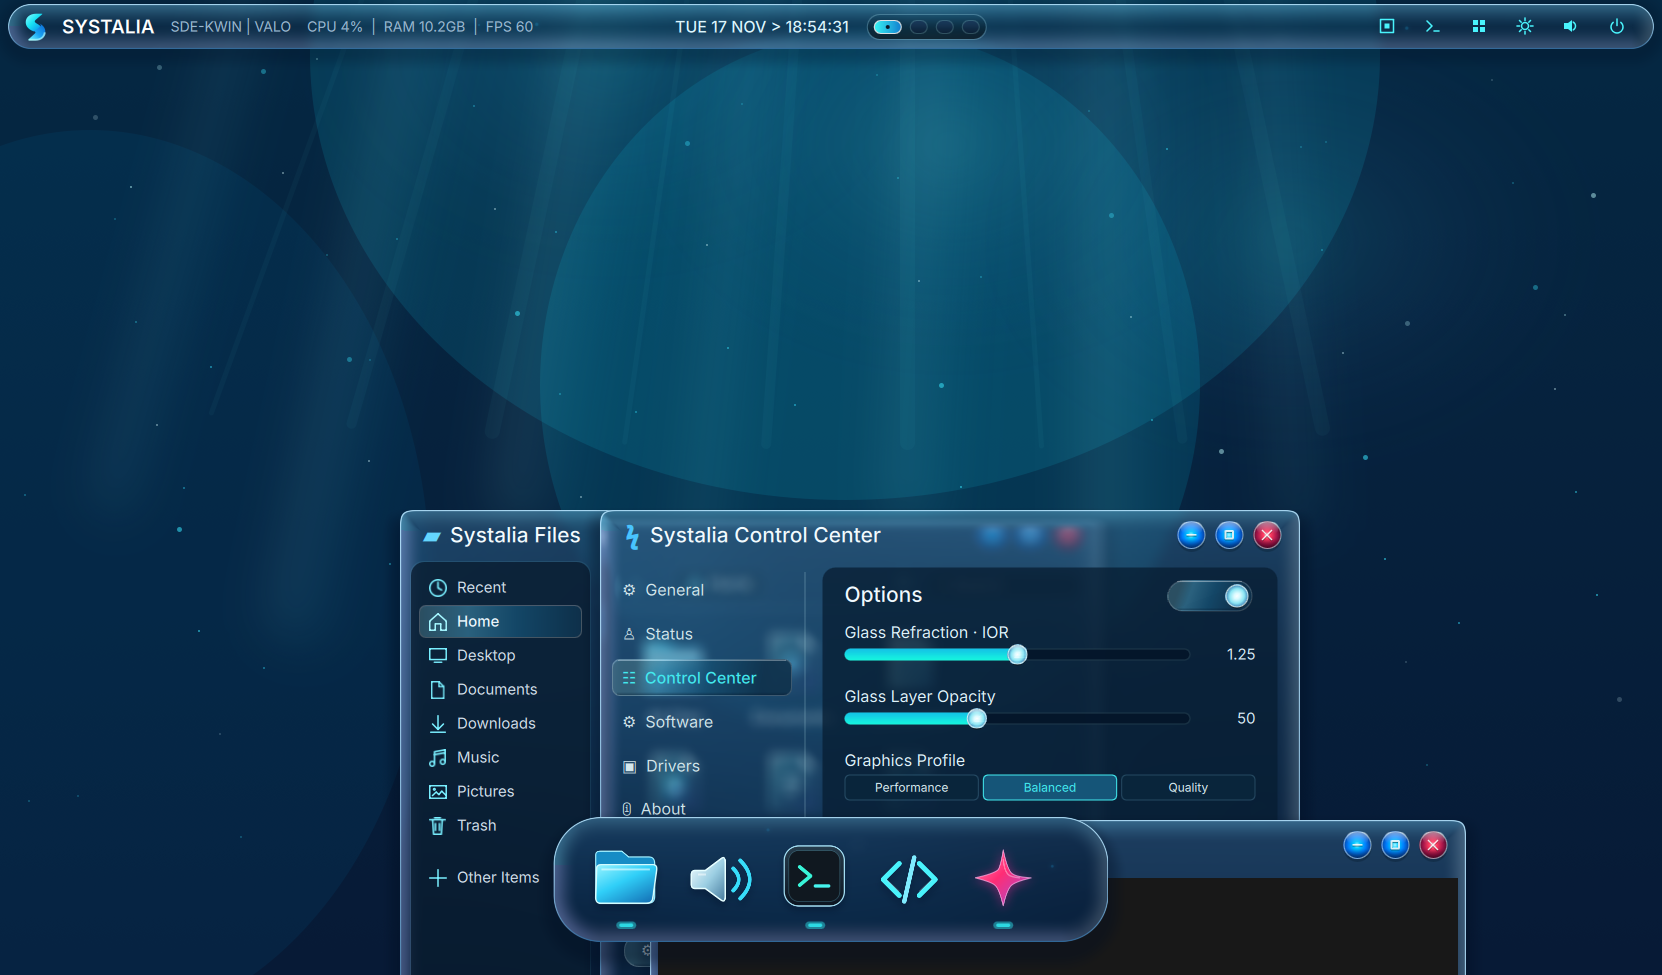 SYSTALIA SDE-KWIN | VALO CPU 4% | RAM 10.2GB | FPS 60 TUE 17 NOV > 18:54:31
Systalia Files
Recent
Home
Desktop
Documents
Downloads
Music
Pictures
Trash
Other Items
Systalia Control Center
General
Status
Control Center
Software
Drivers
About
Options
Glass Refraction · IOR
1.25
Glass Layer Opacity
50
Graphics Profile
Performance Balanced Quality